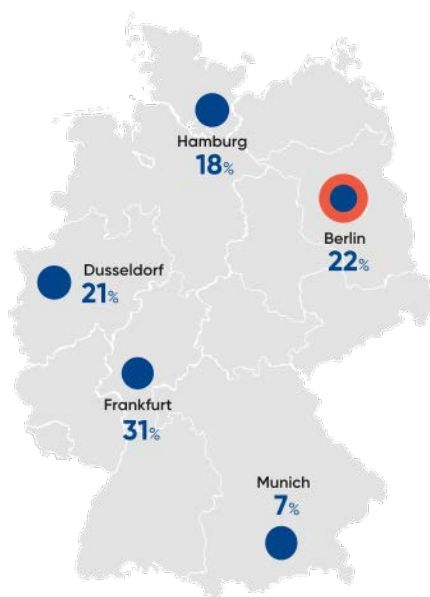 Hamburg
18%
Berlin
22%
Dusseldorf
21%
Frankfurt
31%
Munich
7%